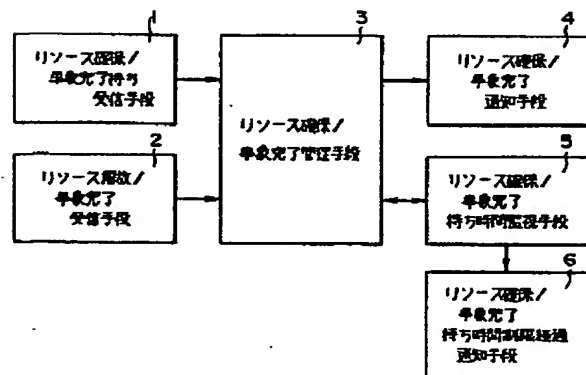 1
リソース確保/
事象完了待ち
受信手段
2
リソース解放/
事象完了
受信手段
3
リソース確保/
事象完了管理手段
4
リソース確保/
事象完了
通知手段
5
リソース確保/
事象完了
待ち時間監視手段
6
リソース確保/
事象完了
待ち時間制限経過
通知手段